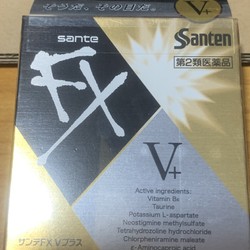 sante
Santen
第2類医薬品
FX
V+
V+
Active ingredients:
Vitamin B6
Taurine
Potassium L-aspartate
Neostigmine methylsulfate
Tetrahydrozoline hydrochloride
Chlorpheniramine maleate
ε-Aminocaproic acid
サンテFX Vプラス